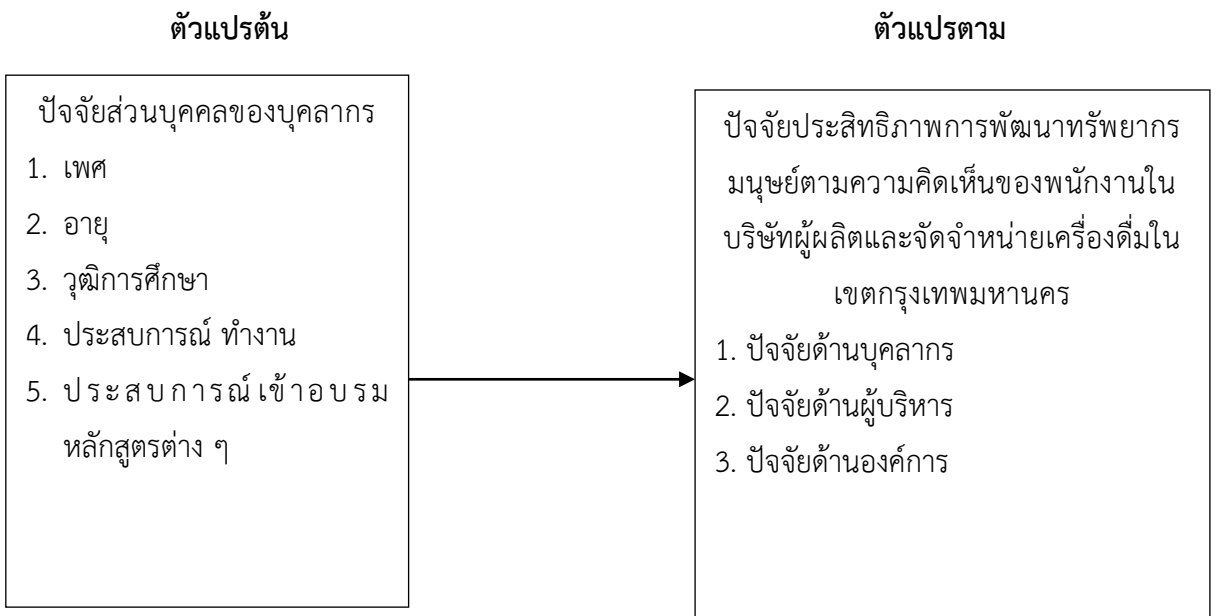 ตัวแปรต้น
ตัวแปรตาม
ปัจจัยส่วนบุคคลของบุคลากร
1. เพศ
2. อายุ
3. วุฒิการศึกษา
4. ประสบการณ์ ทำงาน
5. ประสบการณ์เข้าอบรม
หลักสูตรต่าง ๆ
ปัจจัยประสิทธิภาพการพัฒนาทรัพยากร
มนุษย์ตามความคิดเห็นของพนักงานใน
บริษัทผู้ผลิตและจัดจำหน่ายเครื่องดื่มใน
เขตกรุงเทพมหานคร
1. ปัจจัยด้านบุคลากร
2. ปัจจัยด้านผู้บริหาร
3. ปัจจัยด้านองค์การ